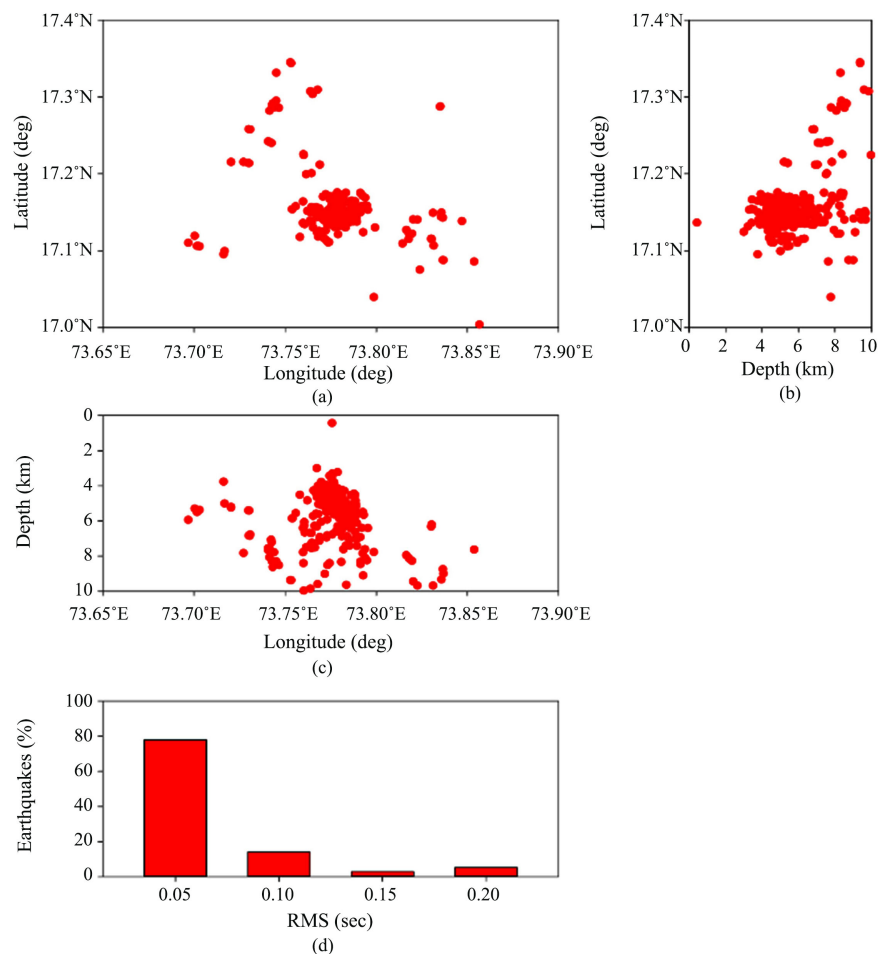 17.4˚N
17.3˚N
17.2˚N
17.1˚N
17.0˚N
Latitude (deg)
73.65˚E 73.70˚E 73.75˚E 73.80˚E 73.85˚E 73.90˚E
Longitude (deg)
(a)
17.4˚N
17.3˚N
17.2˚N
17.1˚N
17.0˚N
Latitude (deg)
0 2 4 6 8 10
Depth (km)
(b)
0
2
4
6
8
10
Depth (km)
73.65˚E 73.70˚E 73.75˚E 73.80˚E 73.85˚E 73.90˚E
Longitude (deg)
(c)
100
80
60
40
20
0
Earthquakes (%)
0.05 0.10 0.15 0.20
RMS (sec)
(d)